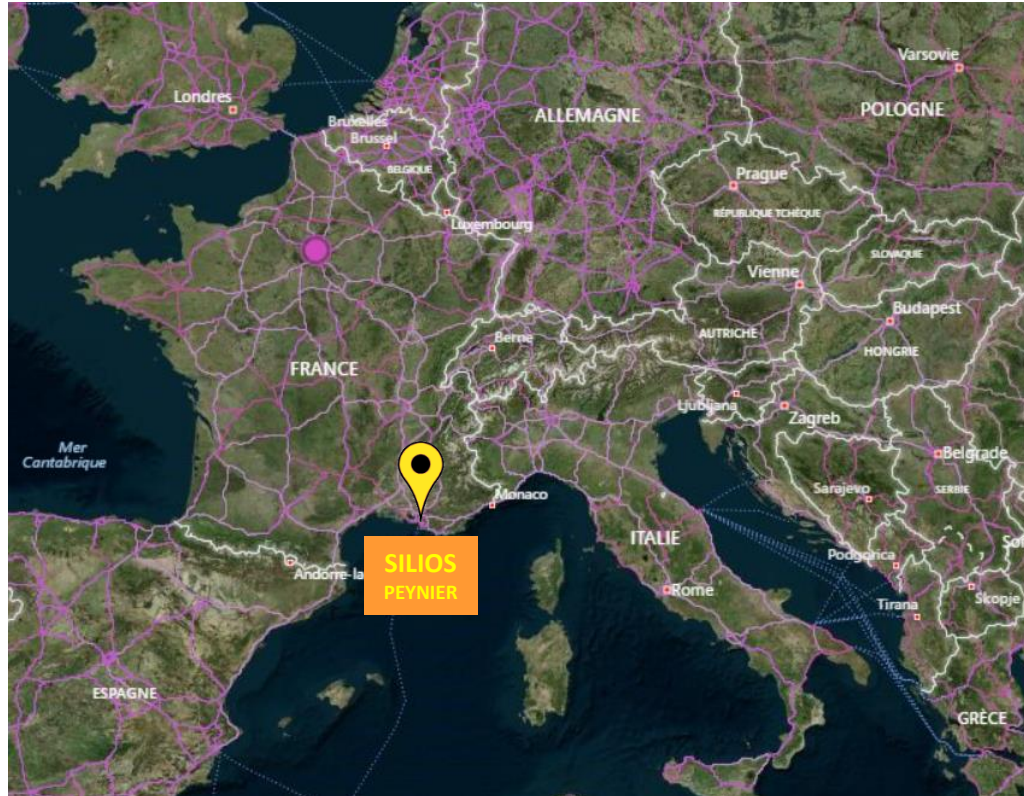 Varsovie
Londres
ALLEMAGNE
POLOGNE
Bruxelles
Brussel
BELGIQUE
Prague
Luxembourg
RÉPUBLIQUE TCHÈQUE
SLOVAQUIE
Vienne
Budapest
AUTRICHE
HONGRIE
Berne
FRANCE
Ljubljana
Zagreb
Mer
Cantabrique
Belgrade
Sarajevo
SERBIE
Monaco
ITALIE
Podgorica
Andorre-la
SILIOS
PEYNIER
Rome
Skopje
Tirana
ESPAGNE
GRÈCE